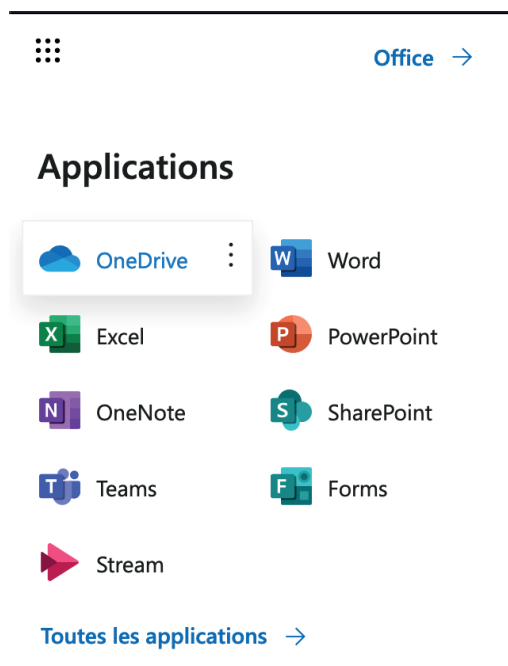 Office
Applications
OneDrive
W Word
X Excel
P PowerPoint
N OneNote
S SharePoint
T Teams
F Forms
Stream
Toutes les applications